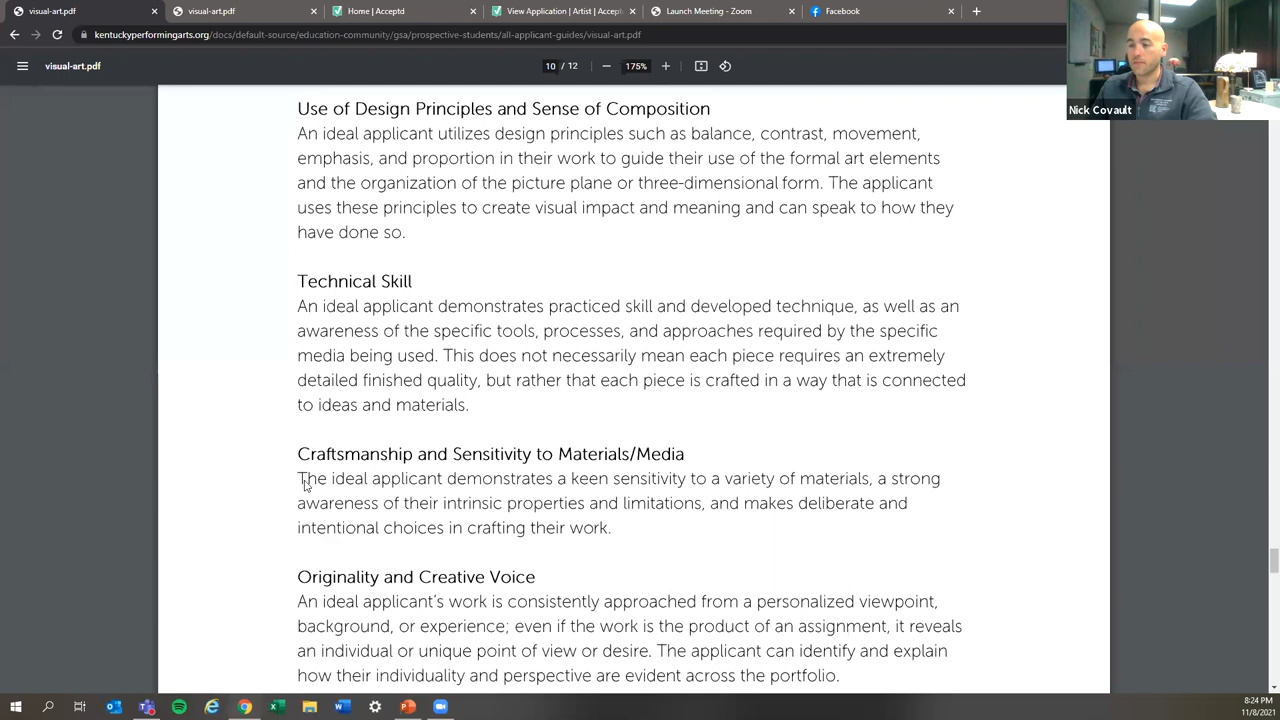 visual-art.pdf
visual-art.pdf
Home | Acceptd
View Application | Artist | Accept
Launch Meeting - Zoom
Facebook
kentuckyperformingarts.org/docs/default-source/education-community/gsa/prospective-students/all-applicant-guides/visual-art.pdf
visual-art.pdf
10 / 12
175%
Nick Covault
Use of Design Principles and Sense of Composition
An ideal applicant utilizes design principles such as balance, contrast, movement,
emphasis, and proportion in their work to guide their use of the formal art elements
and the organization of the picture plane or three-dimensional form. The applicant
uses these principles to create visual impact and meaning and can speak to how they
have done so.
Technical Skill
An ideal applicant demonstrates practiced skill and developed technique, as well as an
awareness of the specific tools, processes, and approaches required by the specific
media being used. This does not necessarily mean each piece requires an extremely
detailed finished quality, but rather that each piece is crafted in a way that is connected
to ideas and materials.
Craftsmanship and Sensitivity to Materials/Media
The ideal applicant demonstrates a keen sensitivity to a variety of materials, a strong
awareness of their intrinsic properties and limitations, and makes deliberate and
intentional choices in crafting their work.
Originality and Creative Voice
An ideal applicant's work is consistently approached from a personalized viewpoint,
background, or experience; even if the work is the product of an assignment, it reveals
an individual or unique point of view or desire. The applicant can identify and explain
how their individuality and perspective are evident across the portfolio.
8:24 PM
11/8/2021